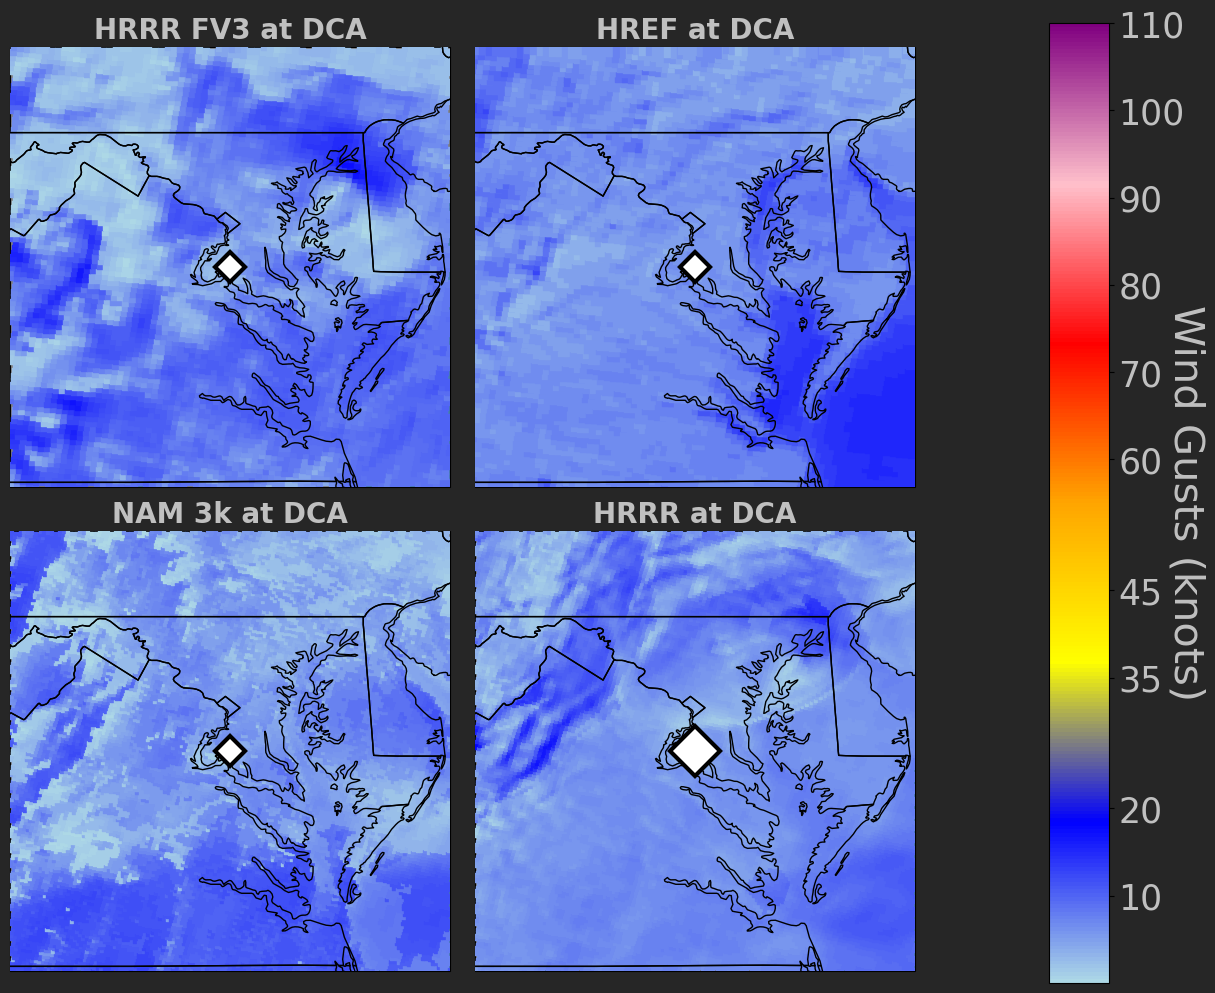 HRRR FV3 at DCA
HREF at DCA
NAM 3k at DCA
HRRR at DCA
110
100
90
80
70
60
45
35
20
10
Wind Gusts (knots)